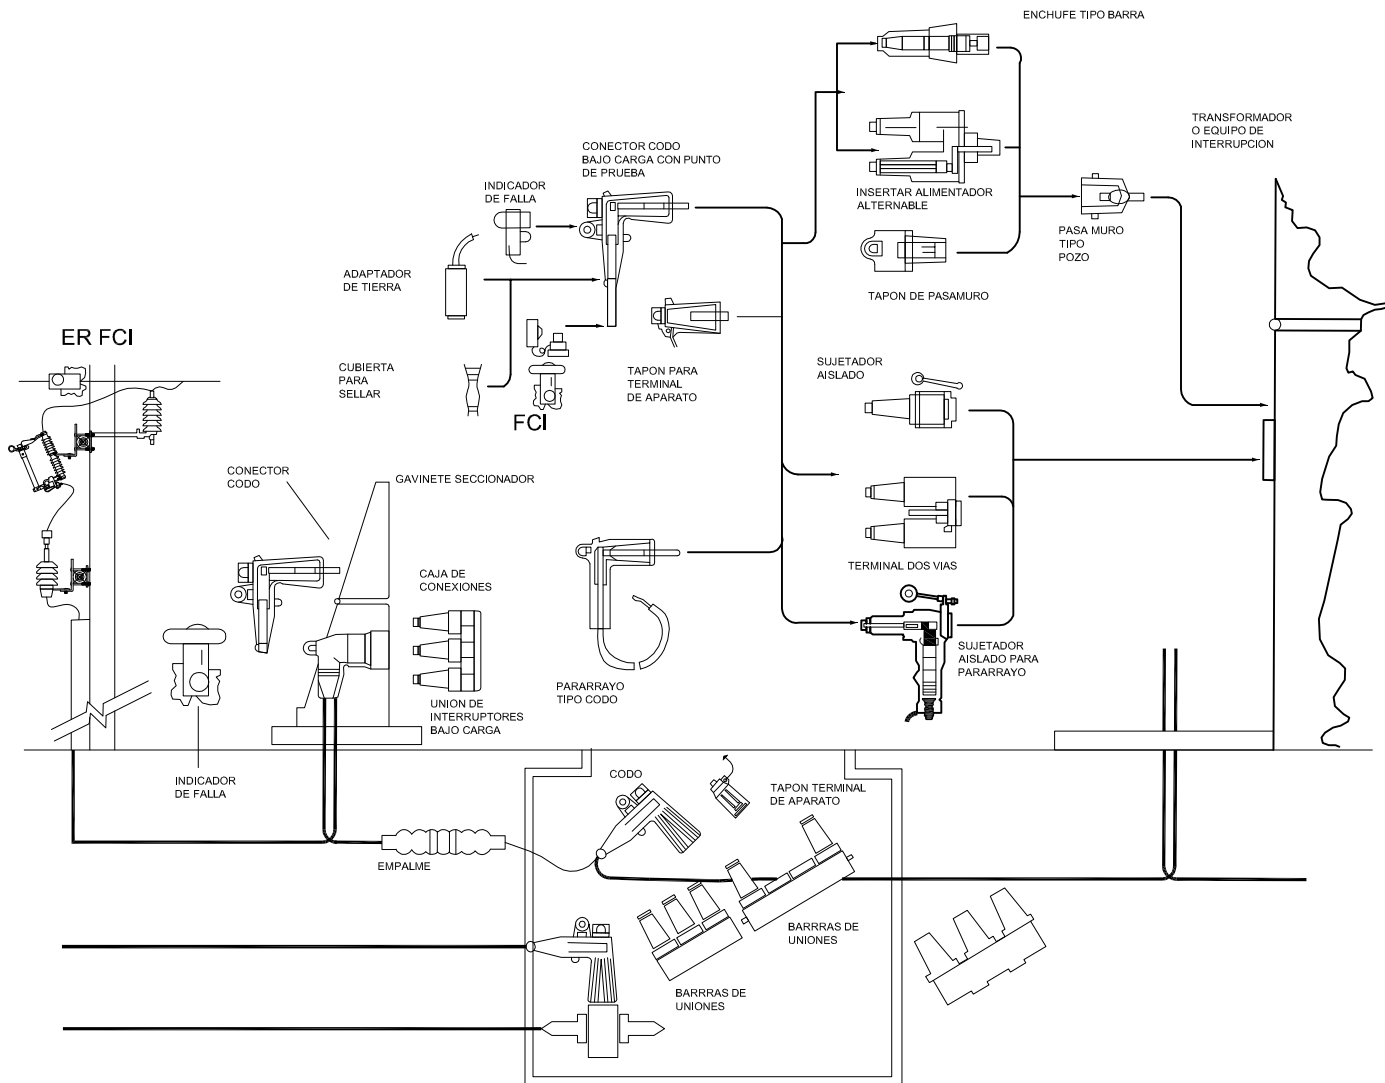 ENCHUFE TIPO BARRA
TRANSFORMADOR
O EQUIPO DE
INTERRUPCION
CONECTOR CODO
BAJO CARGA CON PUNTO
DE PRUEBA
INDICADOR
DE FALLA
INSERTAR ALIMENTADOR
ALTERNABLE
PASA MURO
TIPO
POZO
ADAPTADOR
DE TIERRA
TAPON DE PASAMURO
ER FCI
CUBIERTA
PARA
SELLAR
TAPON PARA
TERMINAL
DE APARATO
SUJETADOR
AISLADO
FCI
CONECTOR
CODO
GAVINETE SECCIONADOR
CAJA DE
CONEXIONES
TERMINAL DOS VIAS
SUJETADOR
AISLADO PARA
PARARRAYO
PARARRAYO
TIPO CODO
UNION DE
INTERRUPTORES
BAJO CARGA
INDICADOR
DE FALLA
CODO
TAPON TERMINAL
DE APARATO
EMPALME
BARRRAS DE
UNIONES
BARRRAS DE
UNIONES